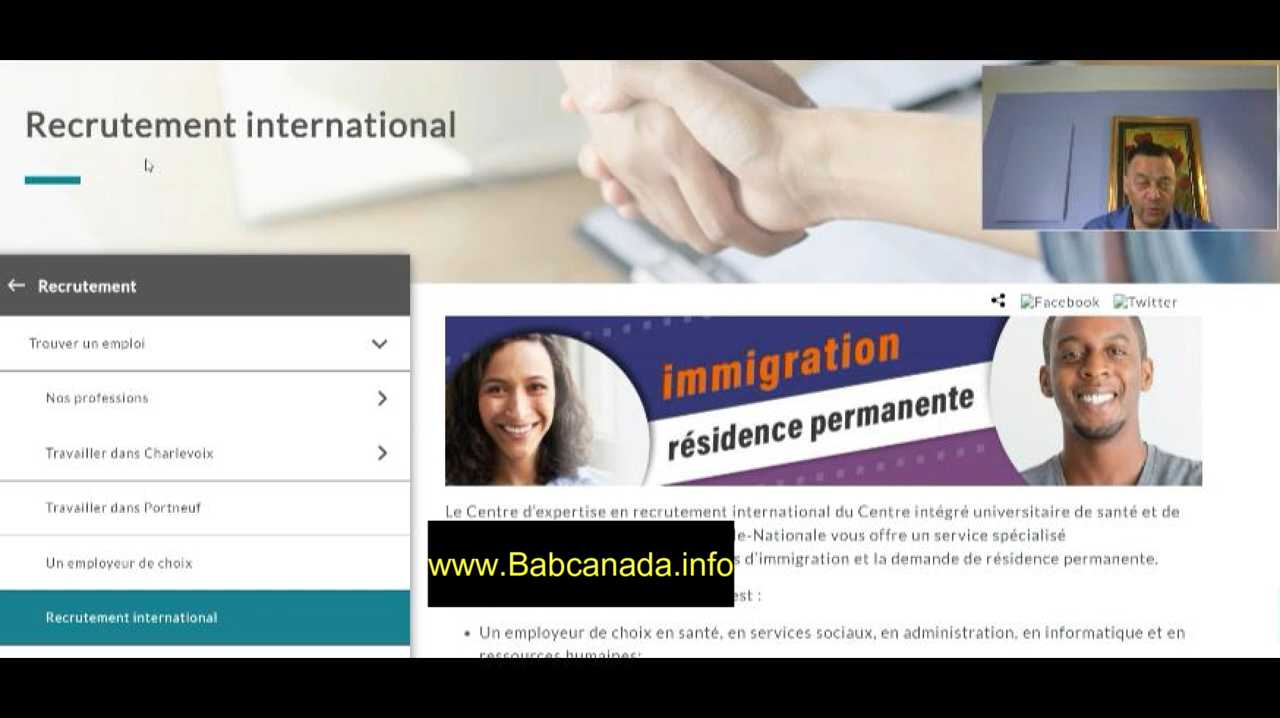 Recrutement international
Recrutement
Trouver un emploi
Nos professions
Travailler dans Charlevoix
Travailler dans Portneuf
Un employeur de choix
Recrutement international
Facebook
Twitter
immigration
résidence permanente
Le Centre d'expertise en recrutement international du Centre intégré universitaire de santé et de
le-Nationale vous offre un service spécialisé
s d'immigration et la demande de résidence permanente.
est :
www.Babcanada.info
• Un employeur de choix en santé, en services sociaux, en administration, en informatique et en
ressources humaines;